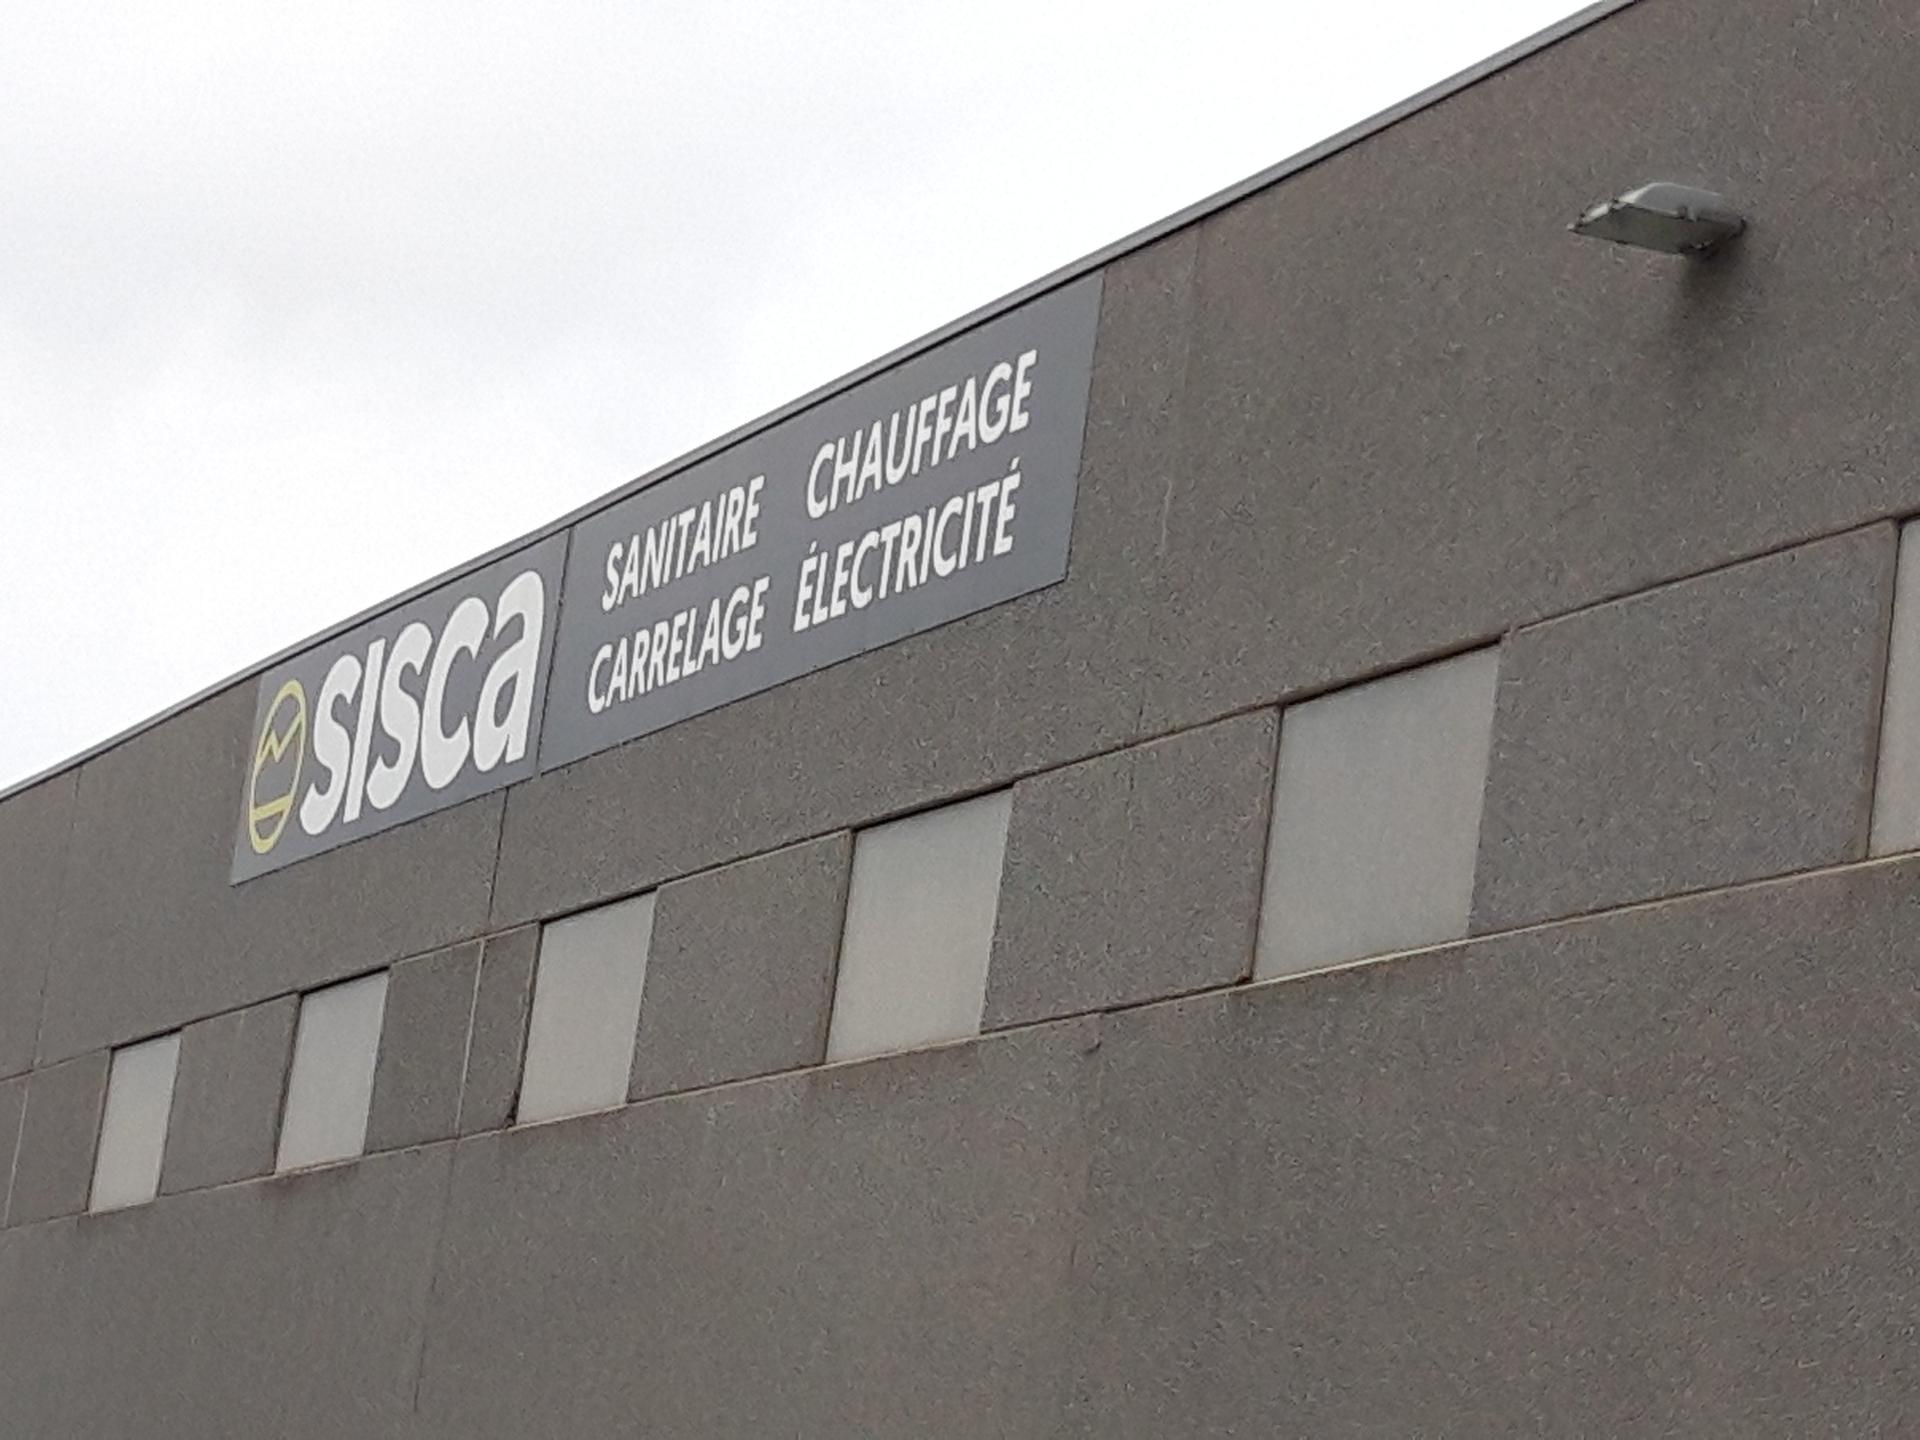 sisca
SANITAIRE CHAUFFAGE
CARRELAGE ÉLECTRICITÉ